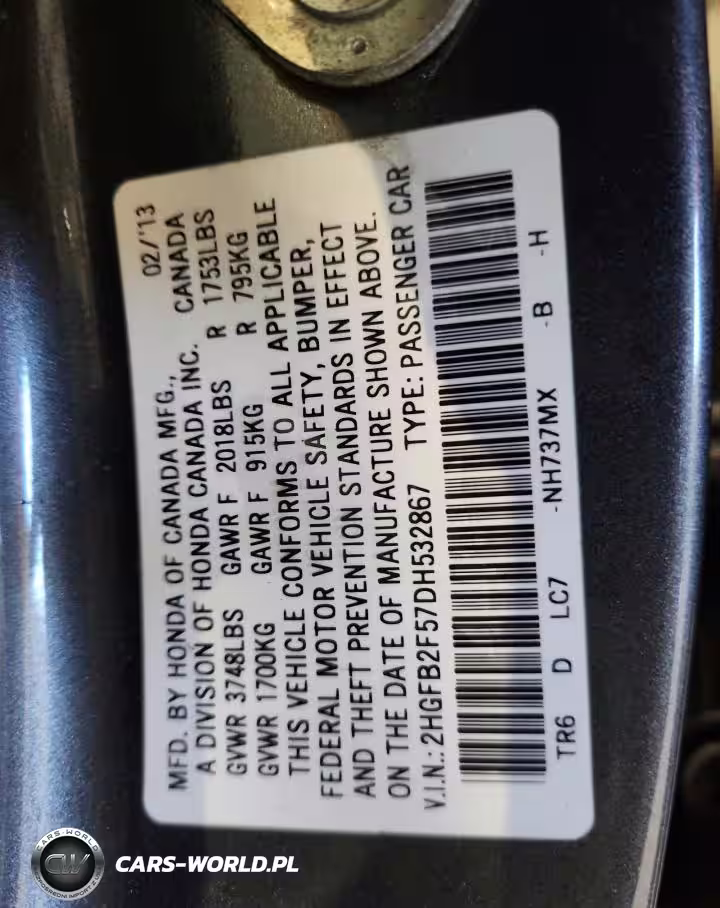 MFD. BY HONDA OF CANADA MFG., 02/'13
A DIVISION OF HONDA CANADA INC. CANADA
GVWR 3748LBS GAWR F 2018LBS R 1753LBS
GVWR 1700KG GAWR F 915KG R 795KG
THIS VEHICLE CONFORMS TO ALL APPLICABLE
FEDERAL MOTOR VEHICLE SAFETY, BUMPER,
AND THEFT PREVENTION STANDARDS IN EFFECT
ON THE DATE OF MANUFACTURE SHOWN ABOVE.
V.I.N.: 2HGFB2F57DH532867 TYPE: PASSENGER CAR
TR6 D LC7 -NH737MX -B -H
CARS-WORLD
CW
CARS-WORLD.PL